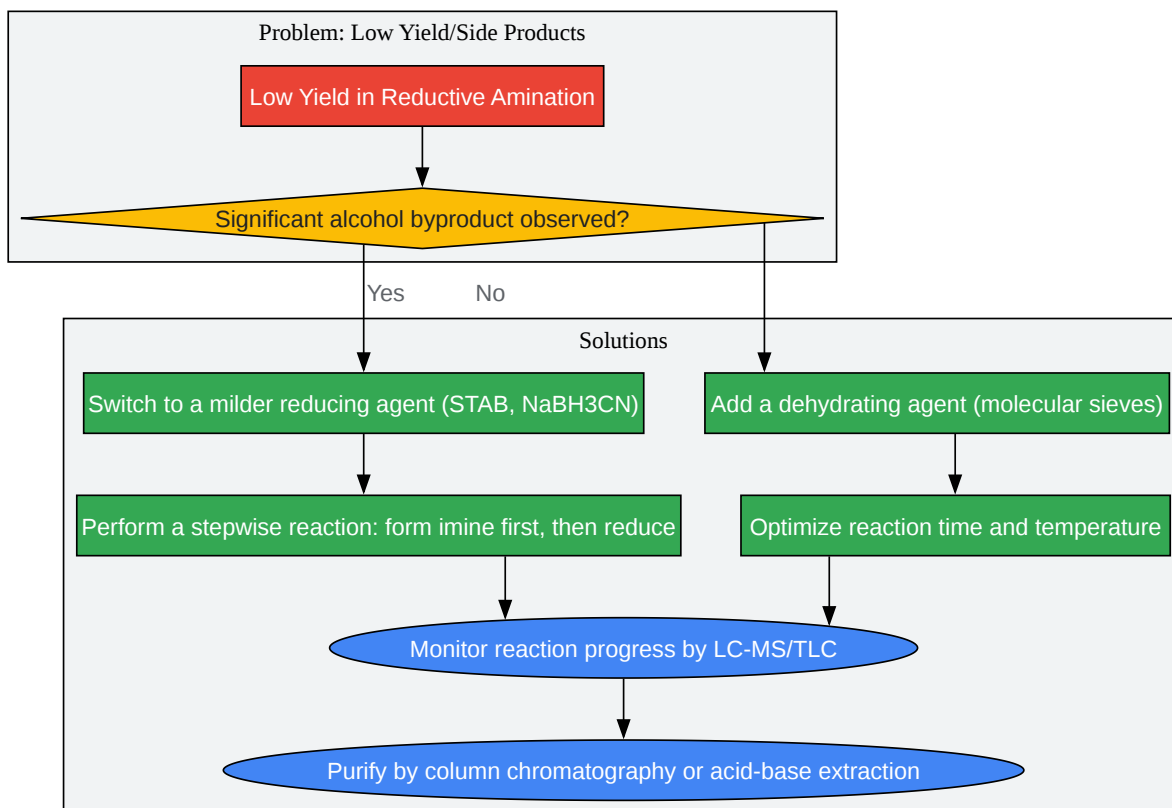 Problem: Low Yield/Side Products
Low Yield in Reductive Amination
Significant alcohol byproduct observed?
Yes
No
Solutions
Switch to a milder reducing agent (STAB, NaBH3CN)
Add a dehydrating agent (molecular sieves)
Perform a stepwise reaction: form imine first, then reduce
Optimize reaction time and temperature
Monitor reaction progress by LC-MS/TLC
Purify by column chromatography or acid-base extraction